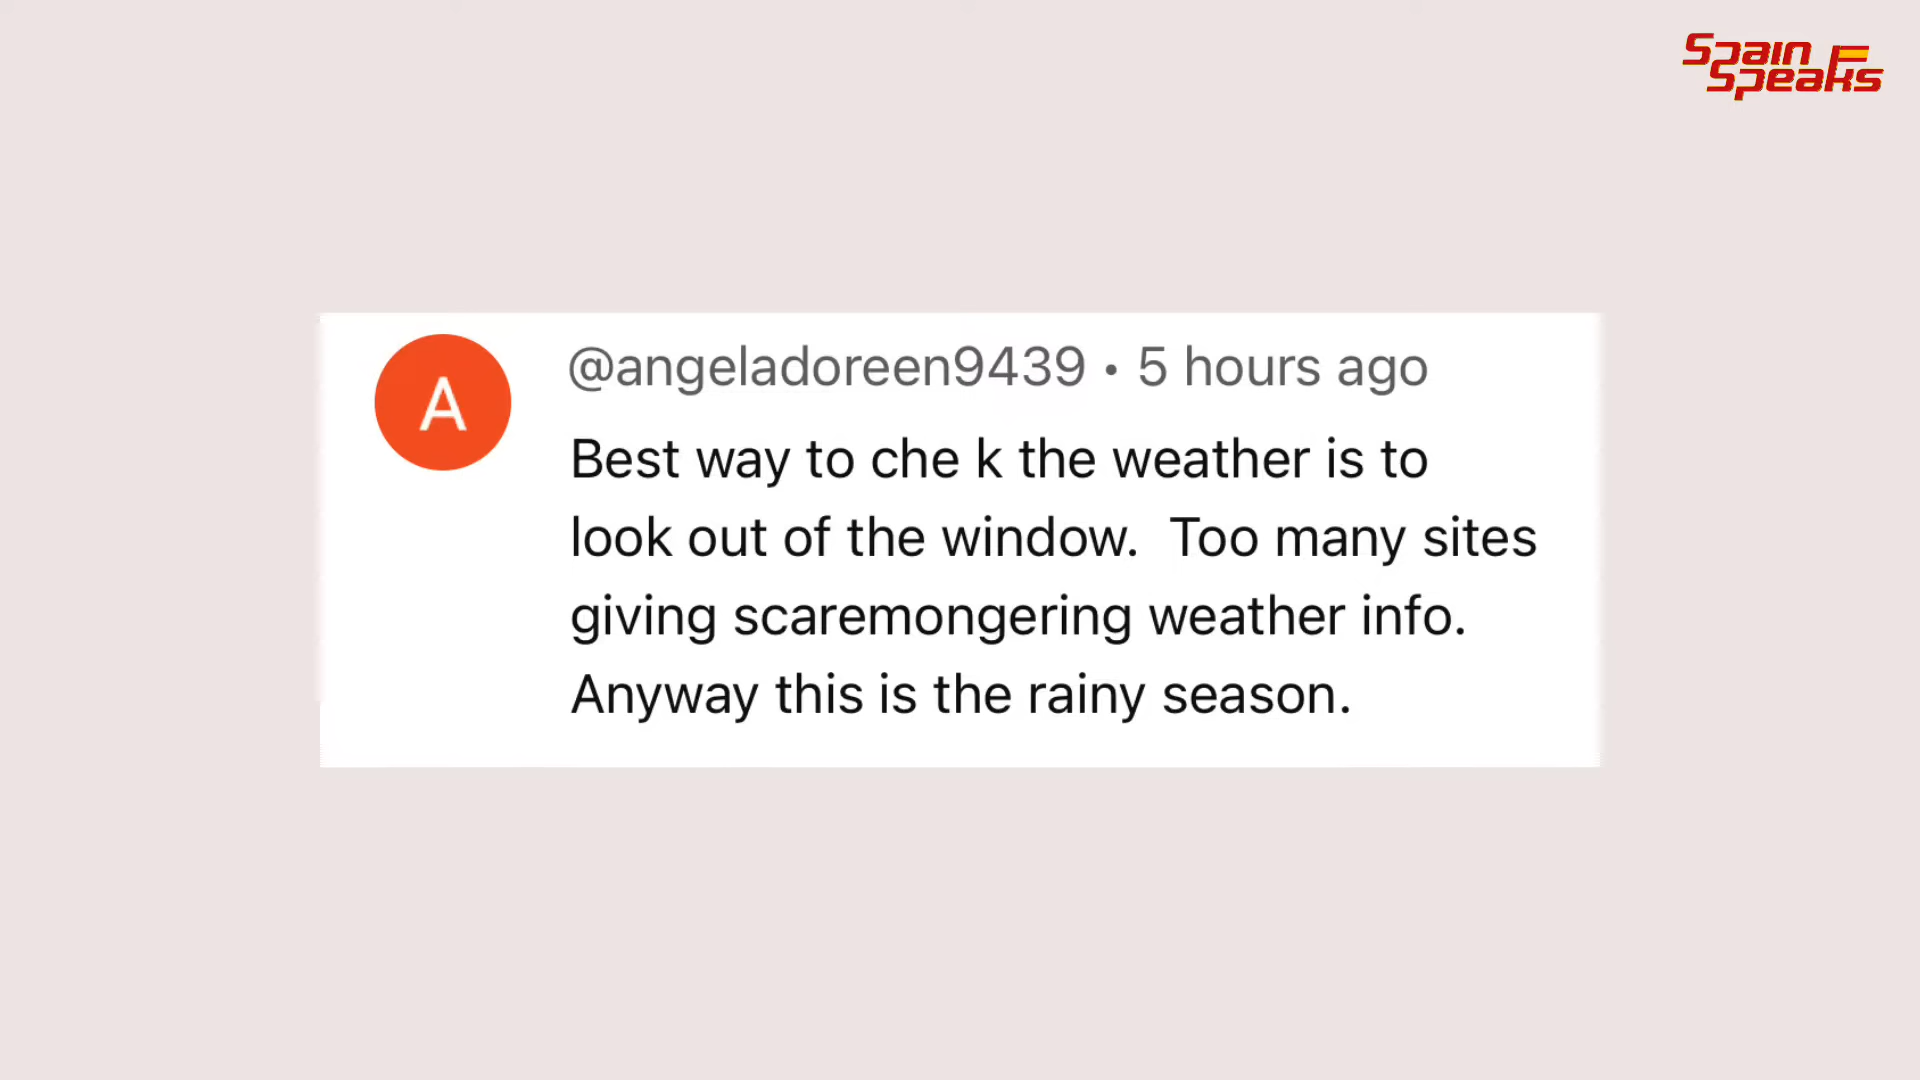 Spain
Speaks
A
@angeladoreen9439 • 5 hours ago
Best way to che k the weather is to
look out of the window.  Too many sites
giving scaremongering weather info.
Anyway this is the rainy season.